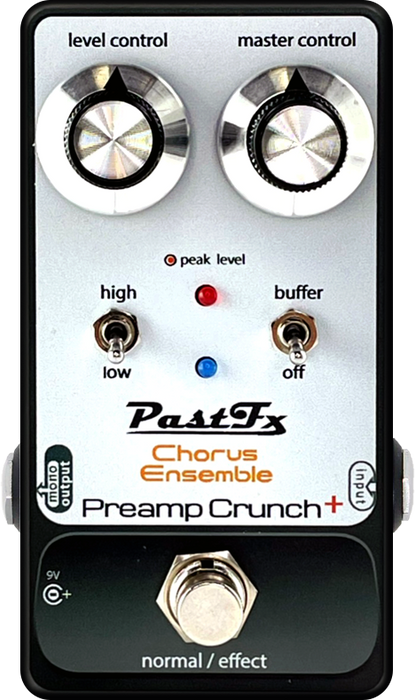 level control
master control
peak level
high
buffer
low
off
PastFx
Chorus
Ensemble
mono
output
input
Preamp Crunch+
9V
+
normal / effect